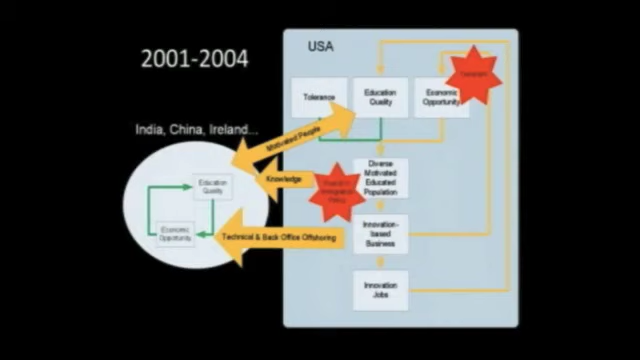 2001-2004
USA
Tolerance
Education
Quality
Economic
Opportunity
India, China, Ireland...
Motivated People
Knowledge
Diverse
Motivated
Educated
Population
Education
Quality
Economic
Opportunity
Technical & Back Office Offshoring
Innovation-
based
Business
Innovation
Jobs